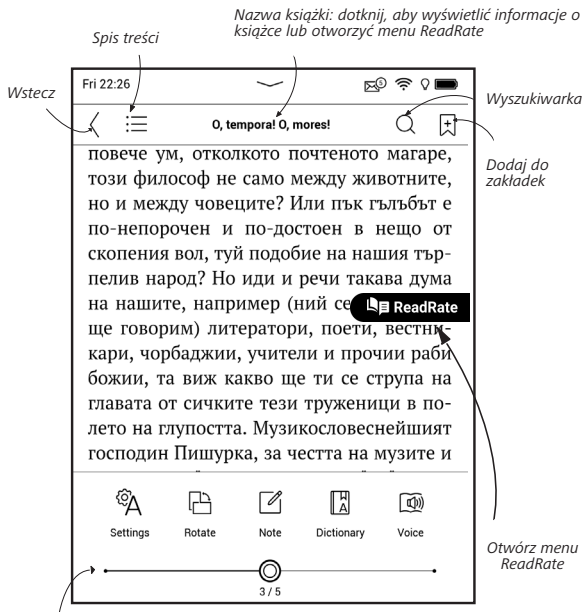 Nazwa książki: dotknij, aby wyświetlić informacje o
książce lub otworzyć menu ReadRate
Spis treści
Wstecz
Fri 22:26
5
Wyszukiwarka
O, tempora! O, mores!
Dodaj do
zakładek
повече ум, отколкото почтеното магаре,
този философ не само между животните,
но и между човеците? Или пък гълъбът е
по-непорочен и по-достоен в нещо от
скопения вол, туй подобие на нашия тър-
пелив народ? Но иди и речи такава дума
на нашите, например (ний се
ReadRate
ще говорим) литератори, поети, вестни-
кари, чорбаджии, учители и прочии раби
божии, та виж какво ще ти се струпа на
главата от сичките тези труженици в по-
лето на глупостта. Музикословеснейшият
господин Пишурка, за честта на музите и
Settings
Rotate
Note
Dictionary
Voice
3 / 5
Otwórz menu
ReadRate